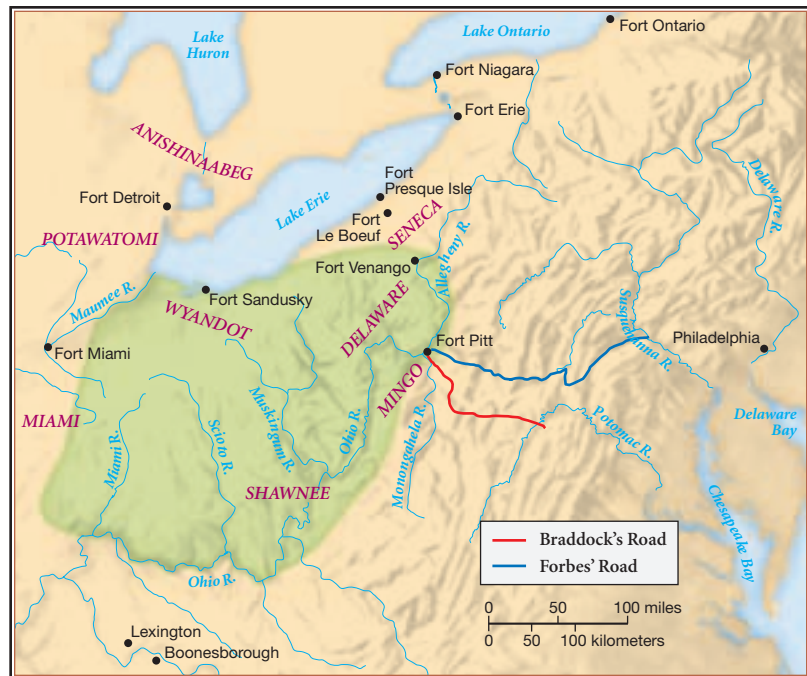 Lake
Huron
Lake Ontario
Fort Ontario
Fort Niagara
Fort Erie
ANISHINAABEG
Fort
Presque Isle
Fort Detroit
Lake Erie
Fort
Le Boeuf
SENECA
Allegheny R.
Delaware R.
POTAWATOMI
Fort Venango
Maumee R.
Fort Sandusky
WYANDOT
DELAWARE
Susquehanna R.
Fort Miami
Fort Pitt
Philadelphia
MINGO
MIAMI
Miami R.
Scioto R.
Muskingum R.
Ohio R.
Monongahela R.
Potomac R.
Delaware
Bay
SHAWNEE
Chesapeake Bay
Braddock's Road
Forbes' Road
Ohio R.
0 50 100 miles
0 50 100 kilometers
Lexington
Boonesborough